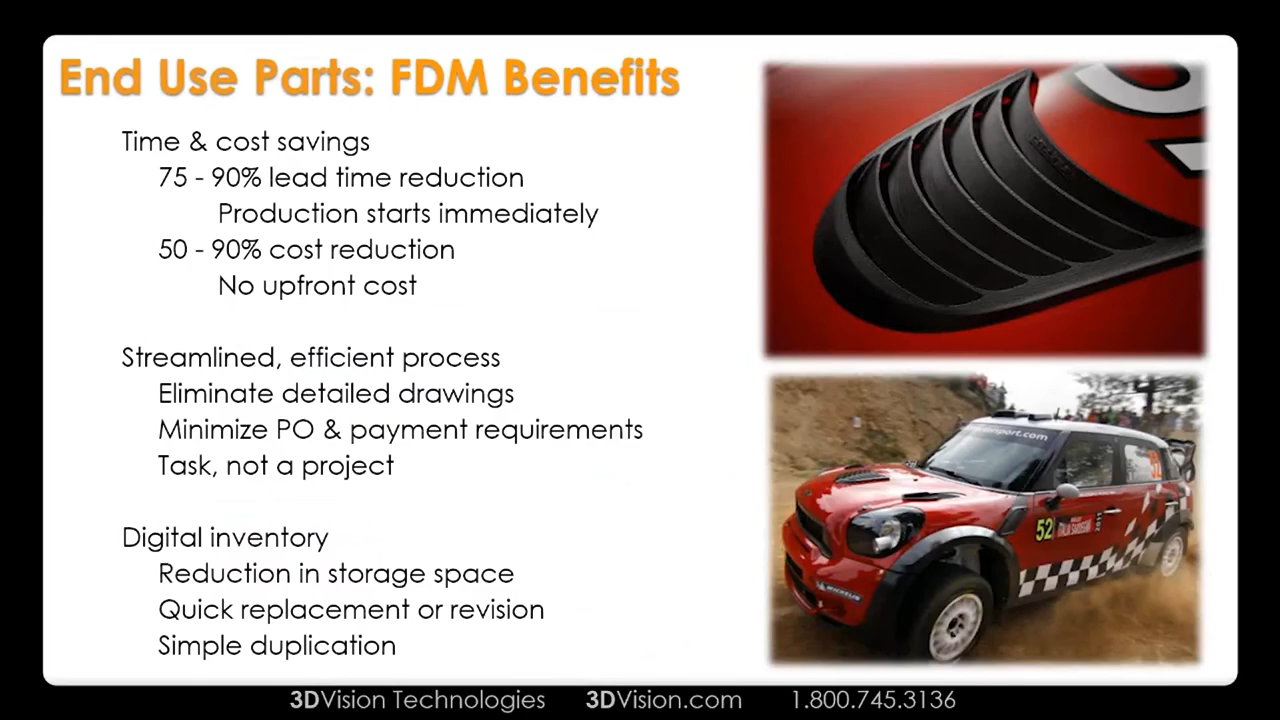 End Use Parts: FDM Benefits
Time & cost savings
75 - 90% lead time reduction
Production starts immediately
50 - 90% cost reduction
No upfront cost
Streamlined, efficient process
Eliminate detailed drawings
Minimize PO & payment requirements
Task, not a project
Digital inventory
Reduction in storage space
Quick replacement or revision
Simple duplication
52
MICHELIN
3DVision Technologies 3DVision.com 1.800.745.3136